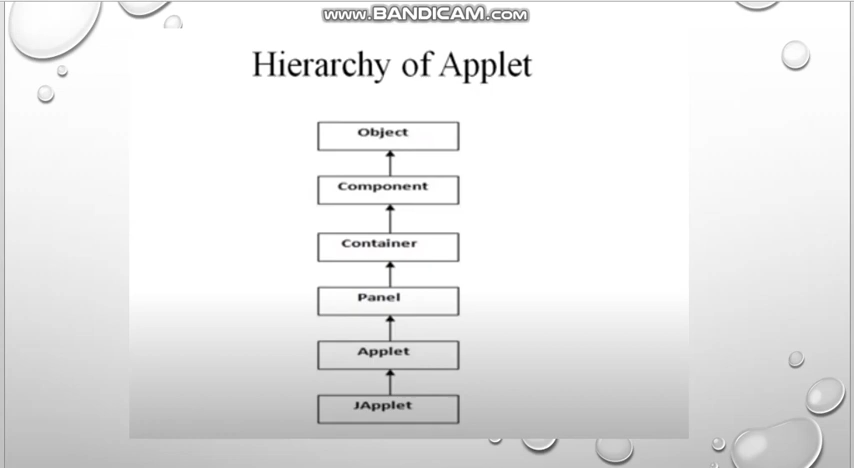 www.BANDICAM.com
Hierarchy of Applet
Object
Component
Container
Panel
Applet
JApplet